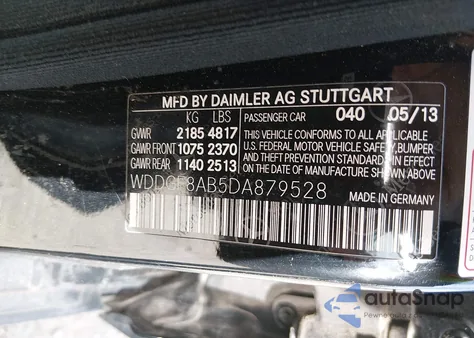 MFD BY DAIMLER AG STUTTGART
KG LBS PASSENGER CAR 040 05/13
GVWR 2185 4817 THIS VEHICLE CONFORMS TO ALL APPLICABLE
GAWR FRONT 1075 2370 U.S. FEDERAL MOTOR VEHICLE SAFETY, BUMPER
GAWR REAR 1140 2513 AND THEFT PREVENTION STANDARDS IN EFFECT
ON THE DATE OF MANUFACTURE SHOWN ABOVE.
WDDGF8AB5DA879528 MADE IN GERMANY
autoSnap